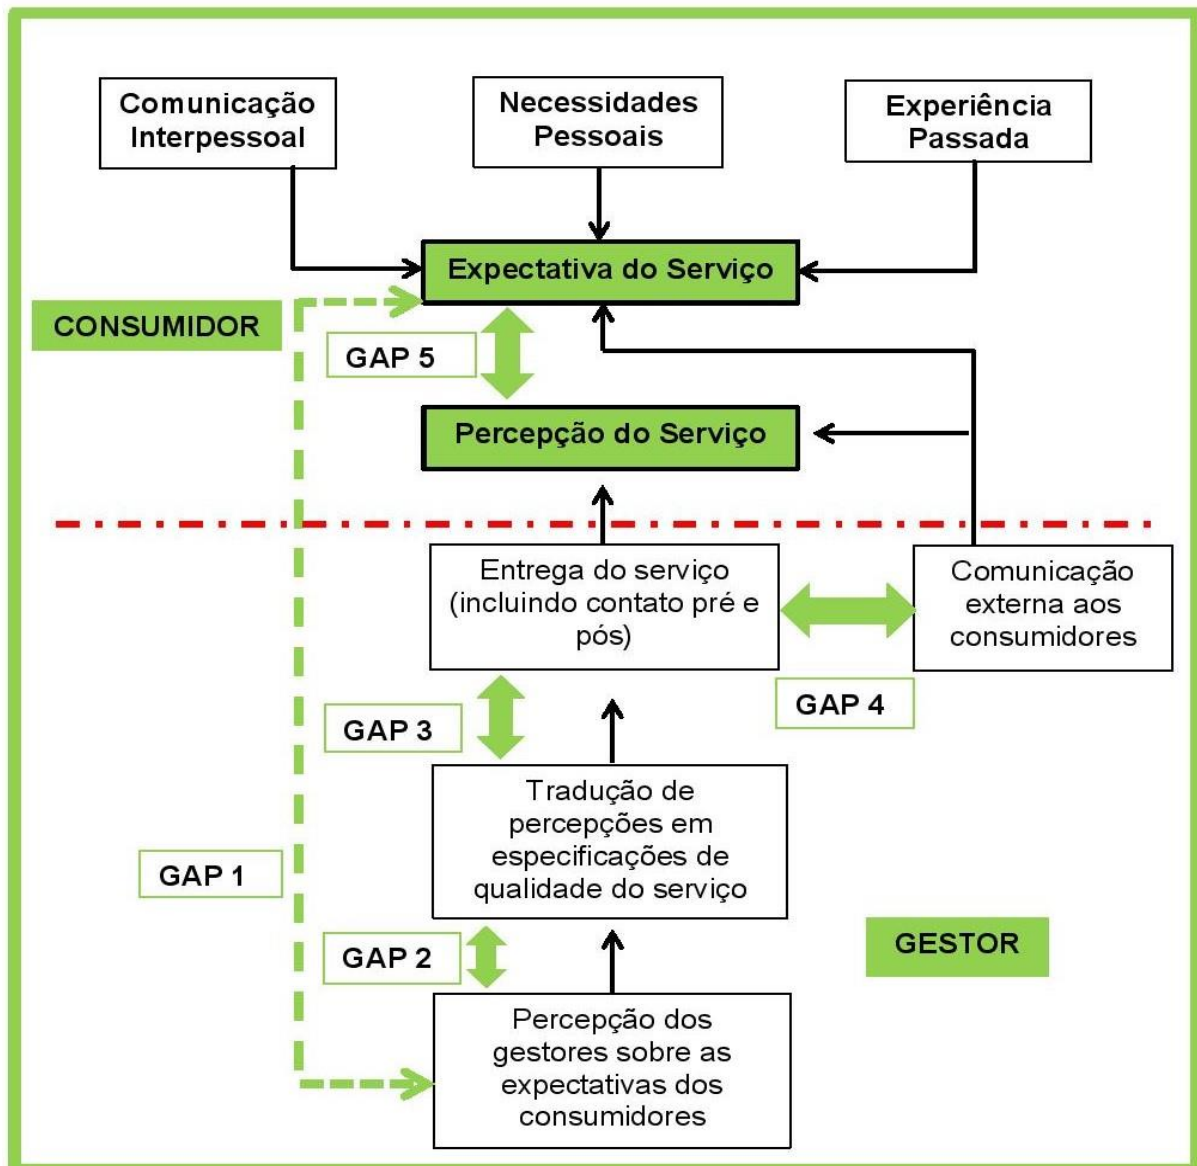 Comunicação
Interpessoal
Necessidades
Pessoais
Experiência
Passada
Expectativa do Serviço
CONSUMIDOR
GAP 5
Percepção do Serviço
Entrega do serviço
(incluindo contato pré e
pós)
Comunicação
externa aos
consumidores
GAP 4
GAP 3
Tradução de
percepções em
especificações de
qualidade do serviço
GAP 1
GESTOR
GAP 2
Percepção dos
gestores sobre as
expectativas dos
consumidores